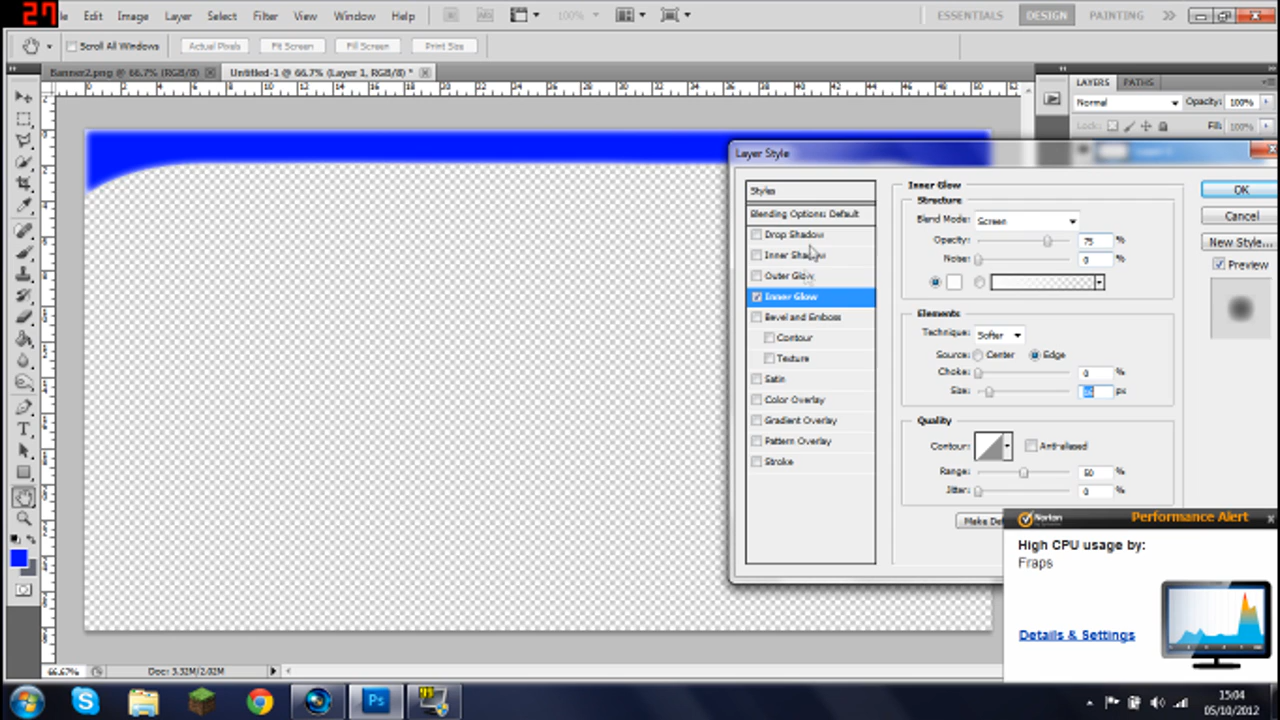 27
Edit Image Layer Select Filter View Window Help 100% ESSENTIALS DESIGN PAINTING
Scroll All Windows Actual Pixels Fit Screen Fill Screen Print Size
Banner2.png @ 66.7% (RGB/8) Untitled-1 @ 66.7% (Layer 1, RGB/8) *
LAYERS PATHS
Normal Opacity: 100%
Lock: Fill: 100%
Layer Style
Styles
Blending Options: Default
Drop Shadow
Inner Shadow
Outer Glow
Inner Glow
Bevel and Emboss
Contour
Texture
Satin
Color Overlay
Gradient Overlay
Pattern Overlay
Stroke
Inner Glow
Structure
Blend Mode: Screen
Opacity: 75 %
Noise: 0 %
Elements
Technique: Softer
Source: Center Edge
Choke: 0 %
Size: px
Quality
Contour: Anti-aliased
Range: 50 %
Jitter: 0 %
Make De
OK
Cancel
New Style...
Preview
Norton
Performance Alert
High CPU usage by:
Fraps
Details & Settings
66.67% Doc: 3.32M/2.02M
15:04
05/10/2012